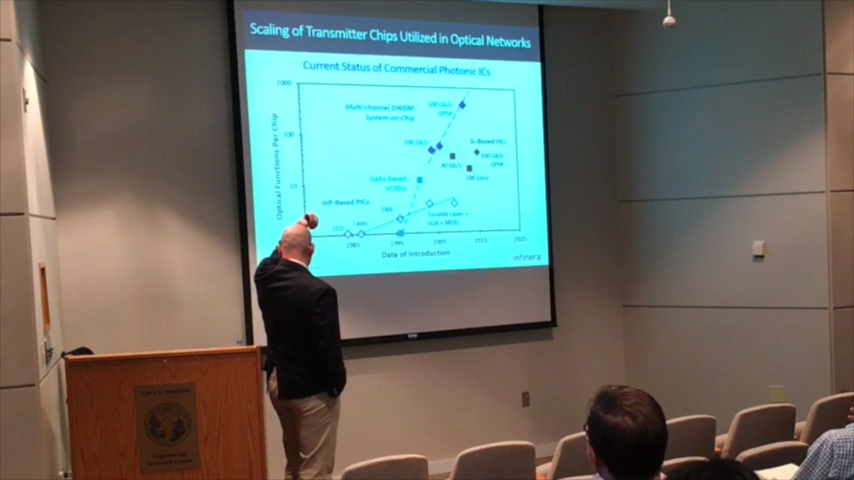 Scaling of Transmitter Chips Utilized in Optical Networks
Current Status of Commercial Photonic ICs
Optical Functions Per Chip
1000
100
10
Multi-channel DWDM
System-on-Chip
500 Gb/s
QPSK
100 Gb/s
Si-Based PICs
40 Gb/s
100 Gb/s
QPSK
100 Gb/s
GaAs-based
VCSELs
InP-Based PICs
EML
Laser
LED
Tunable Laser +
1985
1995
2005
2015
2025
Date of Introduction
infinera
Engineering
Research Center